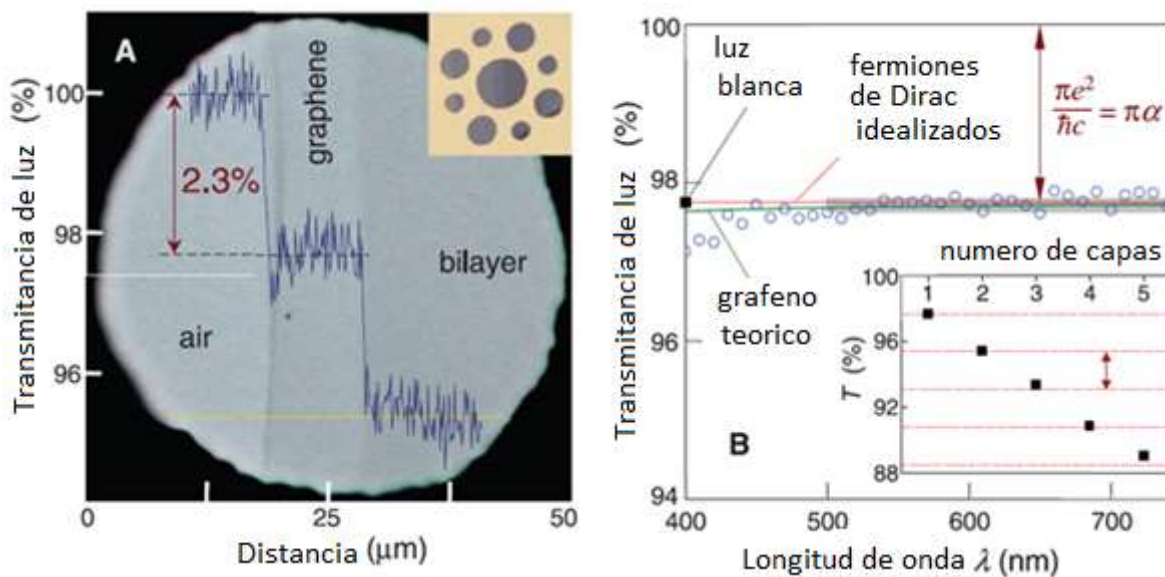 A
Transmitancia de luz (%)
100
98
96
2.3%
air
graphene
bilayer
0
25
50
Distancia (μm)
B
Transmitancia de luz (%)
100
98
96
94
luz
blanca
fermiones
de Dirac
idealizados
πe²/ħc = πα
grafeno
teorico
numero de capas
1 2 3 4 5
T (%)
100
96
92
88
400 500 600 700
Longitud de onda λ (nm)